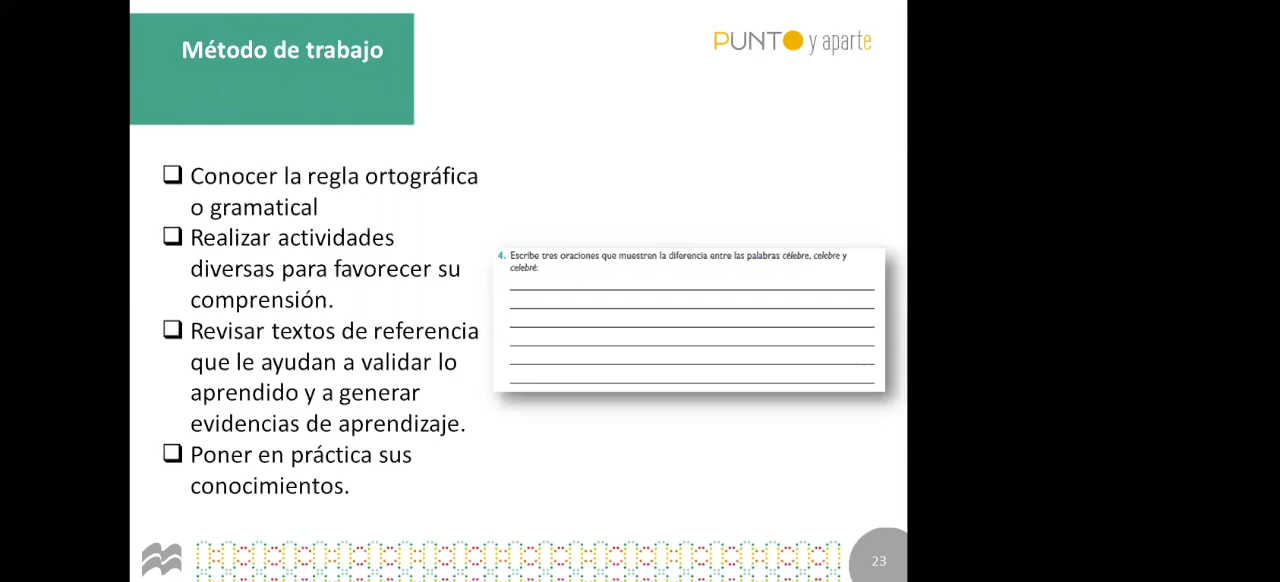 Método de trabajo
PUNTO y aparte
❑ Conocer la regla ortográfica
o gramatical
❑ Realizar actividades
diversas para favorecer su
comprensión.
❑ Revisar textos de referencia
que le ayudan a validar lo
aprendido y a generar
evidencias de aprendizaje.
❑ Poner en práctica sus
conocimientos.
4. Escribe tres oraciones que muestren la diferencia entre las palabras célebre, celebre y
celebré:
23